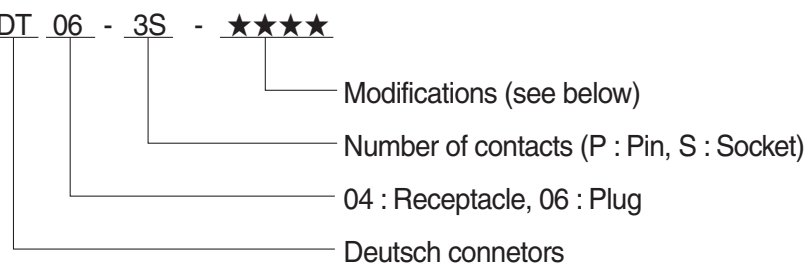 DT 06 - 3S - ★★★★
Modifications (see below)
Number of contacts (P : Pin, S : Socket)
04 : Receptacle, 06 : Plug
Deutsch connetors